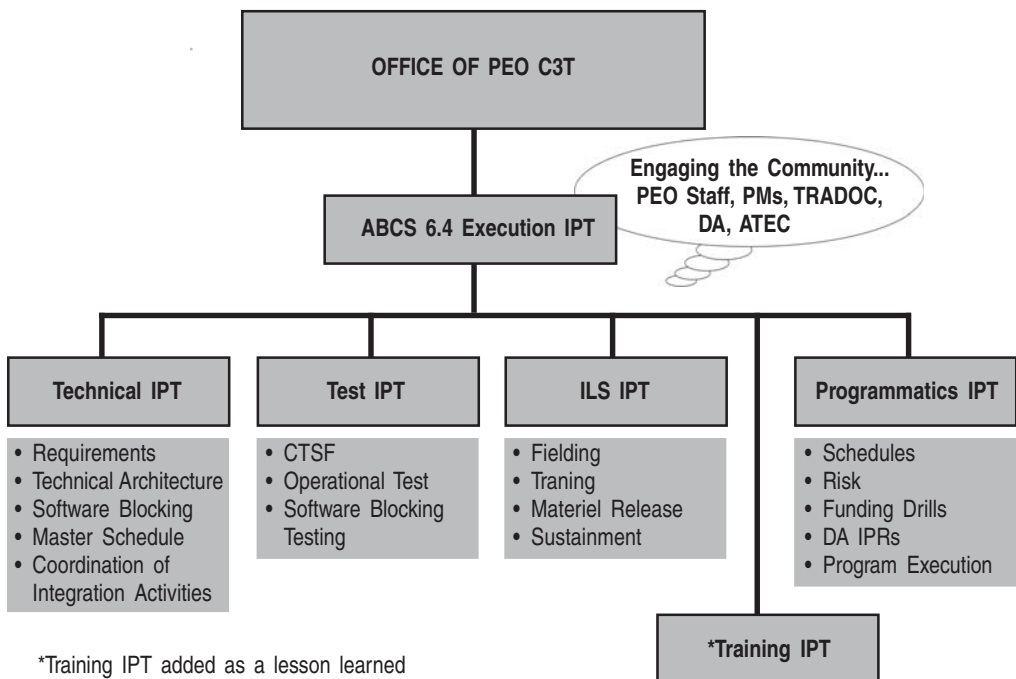 OFFICE OF PEO C3T
Engaging the Community...
PEO Staff, PMs, TRADOC,
DA, ATEC
ABCS 6.4 Execution IPT
Technical IPT
• Requirements
• Technical Architecture
• Software Blocking
• Master Schedule
• Coordination of
Integration Activities
Test IPT
• CTSF
• Operational Test
• Software Blocking
Testing
ILS IPT
• Fielding
• Traning
• Materiel Release
• Sustainment
Programmatics IPT
• Schedules
• Risk
• Funding Drills
• DA IPRs
• Program Execution
*Training IPT
*Training IPT added as a lesson learned